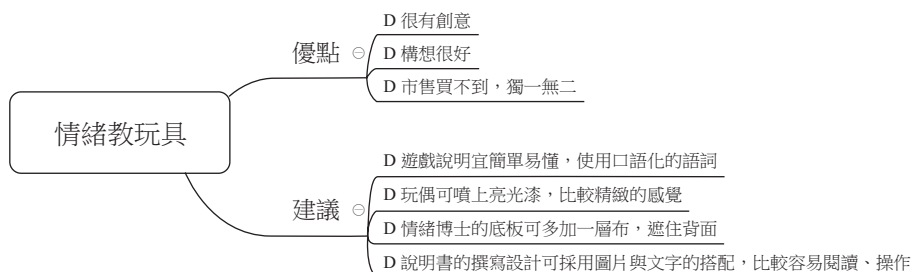 情緒教玩具
優點
D 很有創意
D 構想很好
D 市售買不到，獨一無二
建議
D 遊戲說明宜簡單易懂，使用口語化的語詞
D 玩偶可噴上亮光漆，比較精緻的感覺
D 情緒博士的底板可多加一層布，遮住背面
D 說明書的撰寫設計可採用圖片與文字的搭配，比較容易閱讀、操作